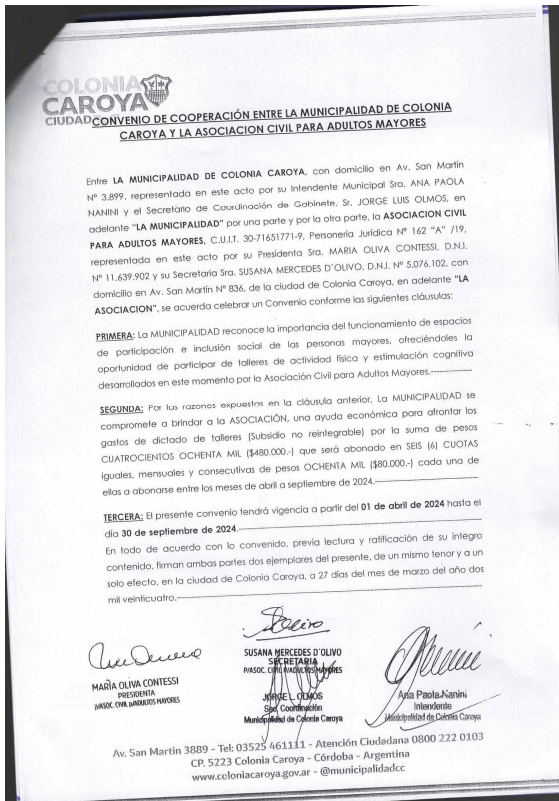 COLONIA
CAROYA
CIUDAD
CONVENIO DE COOPERACIÓN ENTRE LA MUNICIPALIDAD DE COLONIA
CAROYA Y LA ASOCIACION CIVIL PARA ADULTOS MAYORES
Entre LA MUNICIPALIDAD DE COLONIA CAROYA, con domicilio en Av. San Martín
N° 3.899, representada en este acto por su Intendente Municipal Sra. ANA PAOLA
NANINI y el Secretario de Coordinación de Gabinete, Sr. JORGE LUIS OLMOS, en
adelante "LA MUNICIPALIDAD" por una parte y por la otra parte, la ASOCIACION CIVIL
PARA ADULTOS MAYORES, C.U.I.T. 30-71651771-9, Personería Jurídica N° 162 "A" /19,
representada en este acto por su Presidenta Sra. MARIA OLIVA CONTESSI, D.N.I.
N° 11.639.902 y su Secretaria Sra. SUSANA MERCEDES D`OLIVO, D.N.I. N° 5.076.102, con
domicilio en Av. San Martín N° 836, de la ciudad de Colonia Caroya, en adelante "LA
ASOCIACION", se acuerda celebrar un Convenio conforme las siguientes cláusulas:
PRIMERA: La MUNICIPALIDAD reconoce la importancia del funcionamiento de espacios
de participación e inclusión social de las personas mayores, ofreciéndoles la
oportunidad de participar de talleres de actividad física y estimulación cognitiva
desarrollados en este momento por la Asociación Civil para Adultos Mayores.------------
SEGUNDA: Por las razones expuestas en la cláusula anterior, La MUNICIPALIDAD se
compromete a brindar a la ASOCIACIÓN, una ayuda económica para afrontar los
gastos de dictado de talleres (Subsidio no reintegrable) por la suma de pesos
CUATROCIENTOS OCHENTA MIL ($480.000.-) que será abonado en SEIS (6) CUOTAS
iguales, mensuales y consecutivas de pesos OCHENTA MIL ($80.000.-) cada una de
ellas a abonarse entre los meses de abril a septiembre de 2024.------------------------------
TERCERA: El presente convenio tendrá vigencia a partir del 01 de abril de 2024 hasta el
día 30 de septiembre de 2024.------------------------------------------------------------
En todo de acuerdo con lo convenido, previa lectura y ratificación de su íntegro
contenido, firman ambas partes dos ejemplares del presente, de un mismo tenor y a un
solo efecto, en la ciudad de Colonia Caroya, a 27 días del mes de marzo del año dos
mil veinticuatro.----------------------------------------------------------------------
MARÍA OLIVA CONTESSI
PRESIDENTA
P/ASOC. CIVIL P/ADULTOS MAYORES
SUSANA MERCEDES D`OLIVO
SECRETARIA
P/ASOC. CIVIL P/ADULTOS MAYORES
JORGE L. OLMOS
Sec. Coordinación
Municipalidad de Colonia Caroya
Ana Paola Nanini
Intendente
Municipalidad de Colonia Caroya
Av. San Martin 3889 - Tel: 03525 461111 - Atención Ciudadana 0800 222 0103
CP. 5223 Colonia Caroya - Córdoba - Argentina
www.coloniacaroya.gov.ar - @municipalidadcc